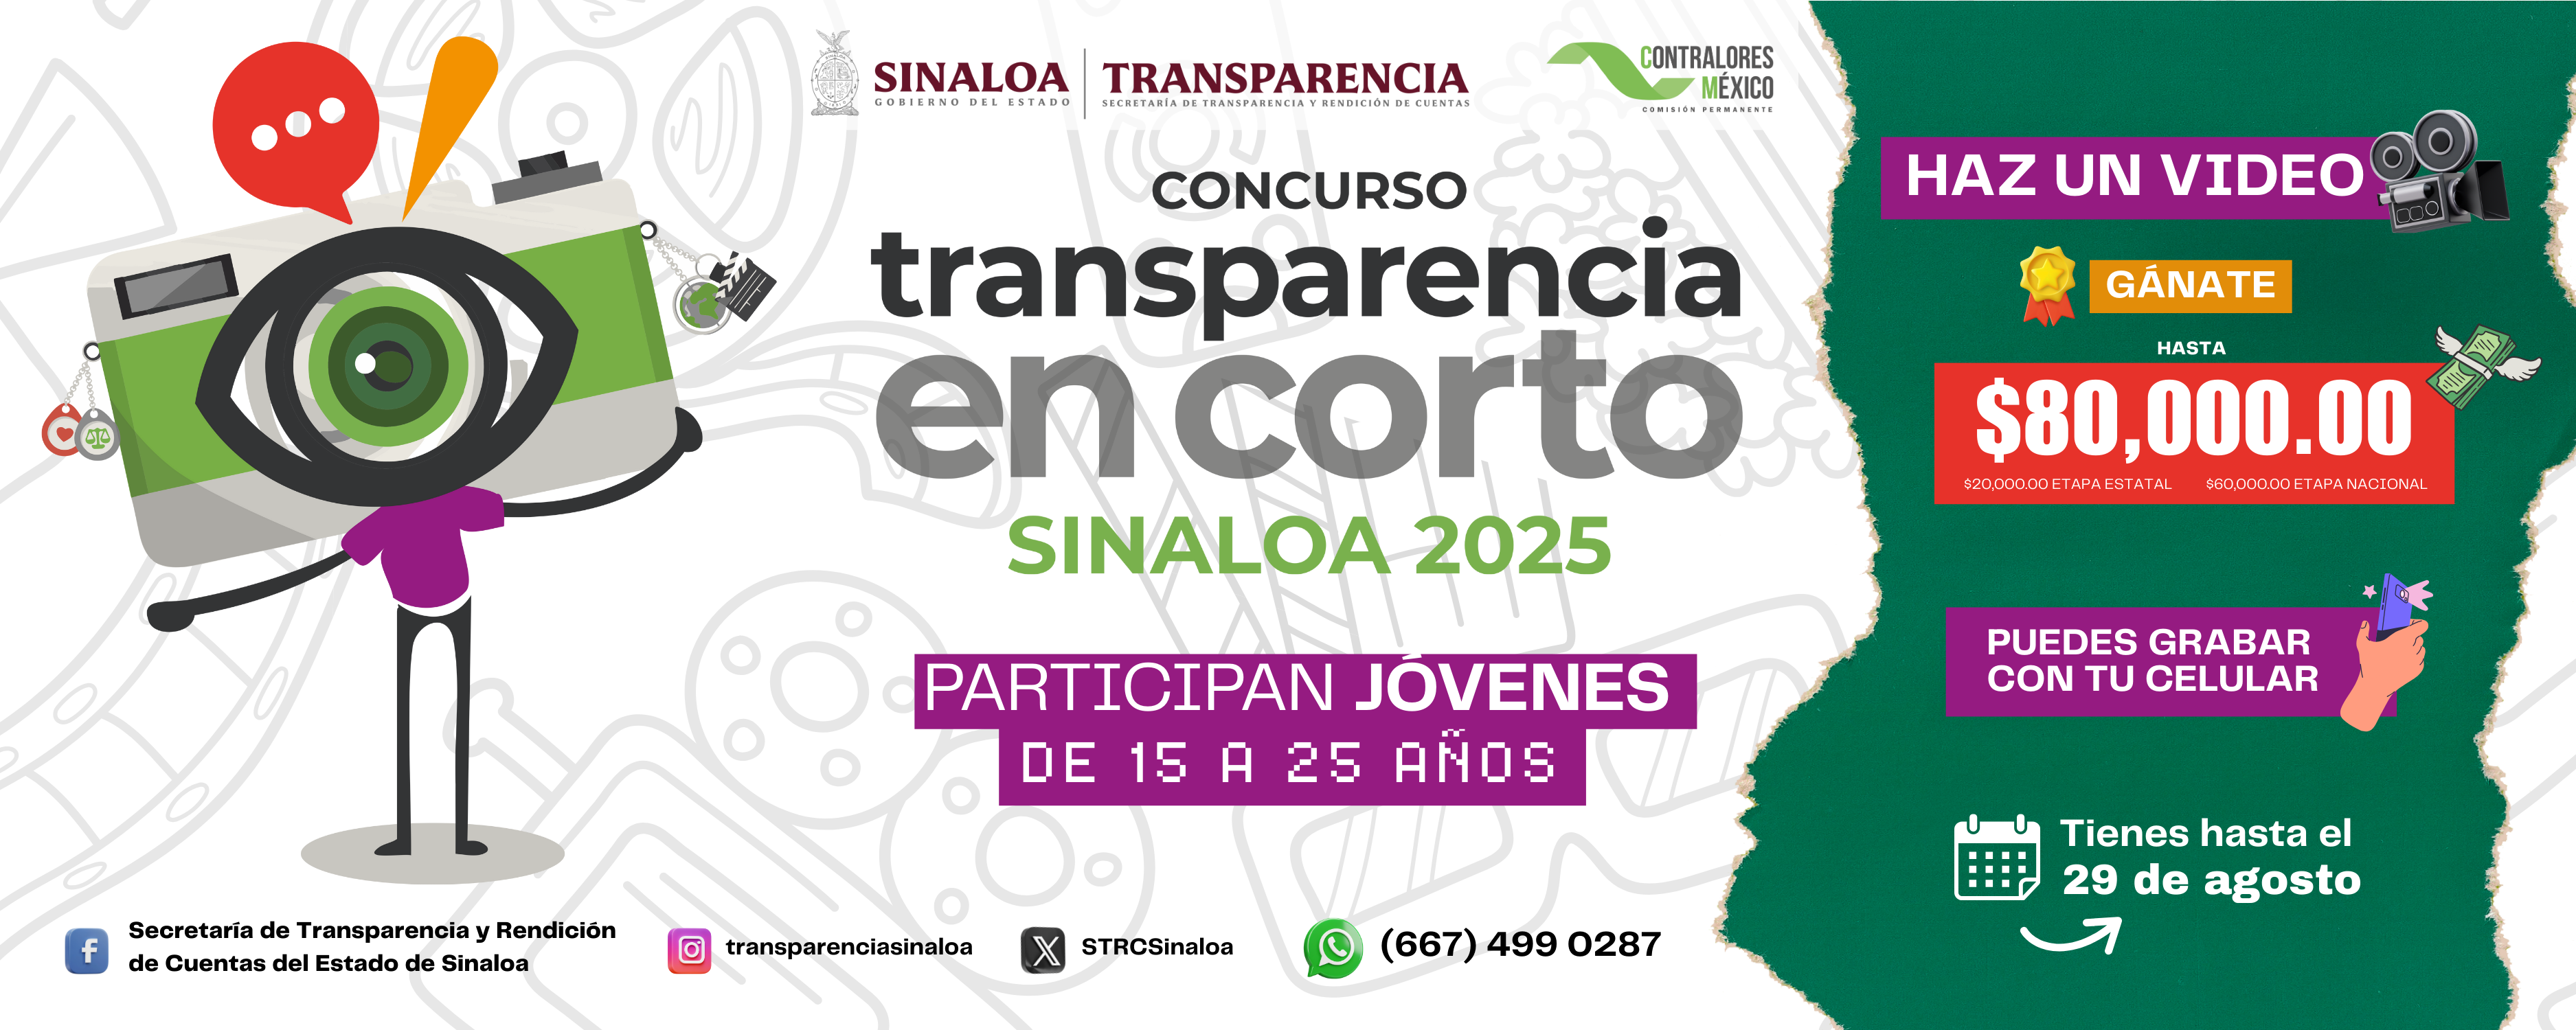 SINALOA
GOBIERNO DEL ESTADO
TRANSPARENCIA
SECRETARÍA DE TRANSPARENCIA Y RENDICIÓN DE CUENTAS
CONTRALORES
MÉXICO
COMISIÓN PERMANENTE
CONCURSO
transparencia
en corto
SINALOA 2025
PARTICIPAN JÓVENES
DE 15 A 25 AÑOS
HAZ UN VIDEO
GÁNATE
HASTA
$80,000.00
$20,000.00 ETAPA ESTATAL $60,000.00 ETAPA NACIONAL
PUEDES GRABAR
CON TU CELULAR
Tienes hasta el
29 de agosto
Secretaría de Transparencia y Rendición
de Cuentas del Estado de Sinaloa
transparenciasinaloa
STRCSinaloa
(667) 499 0287